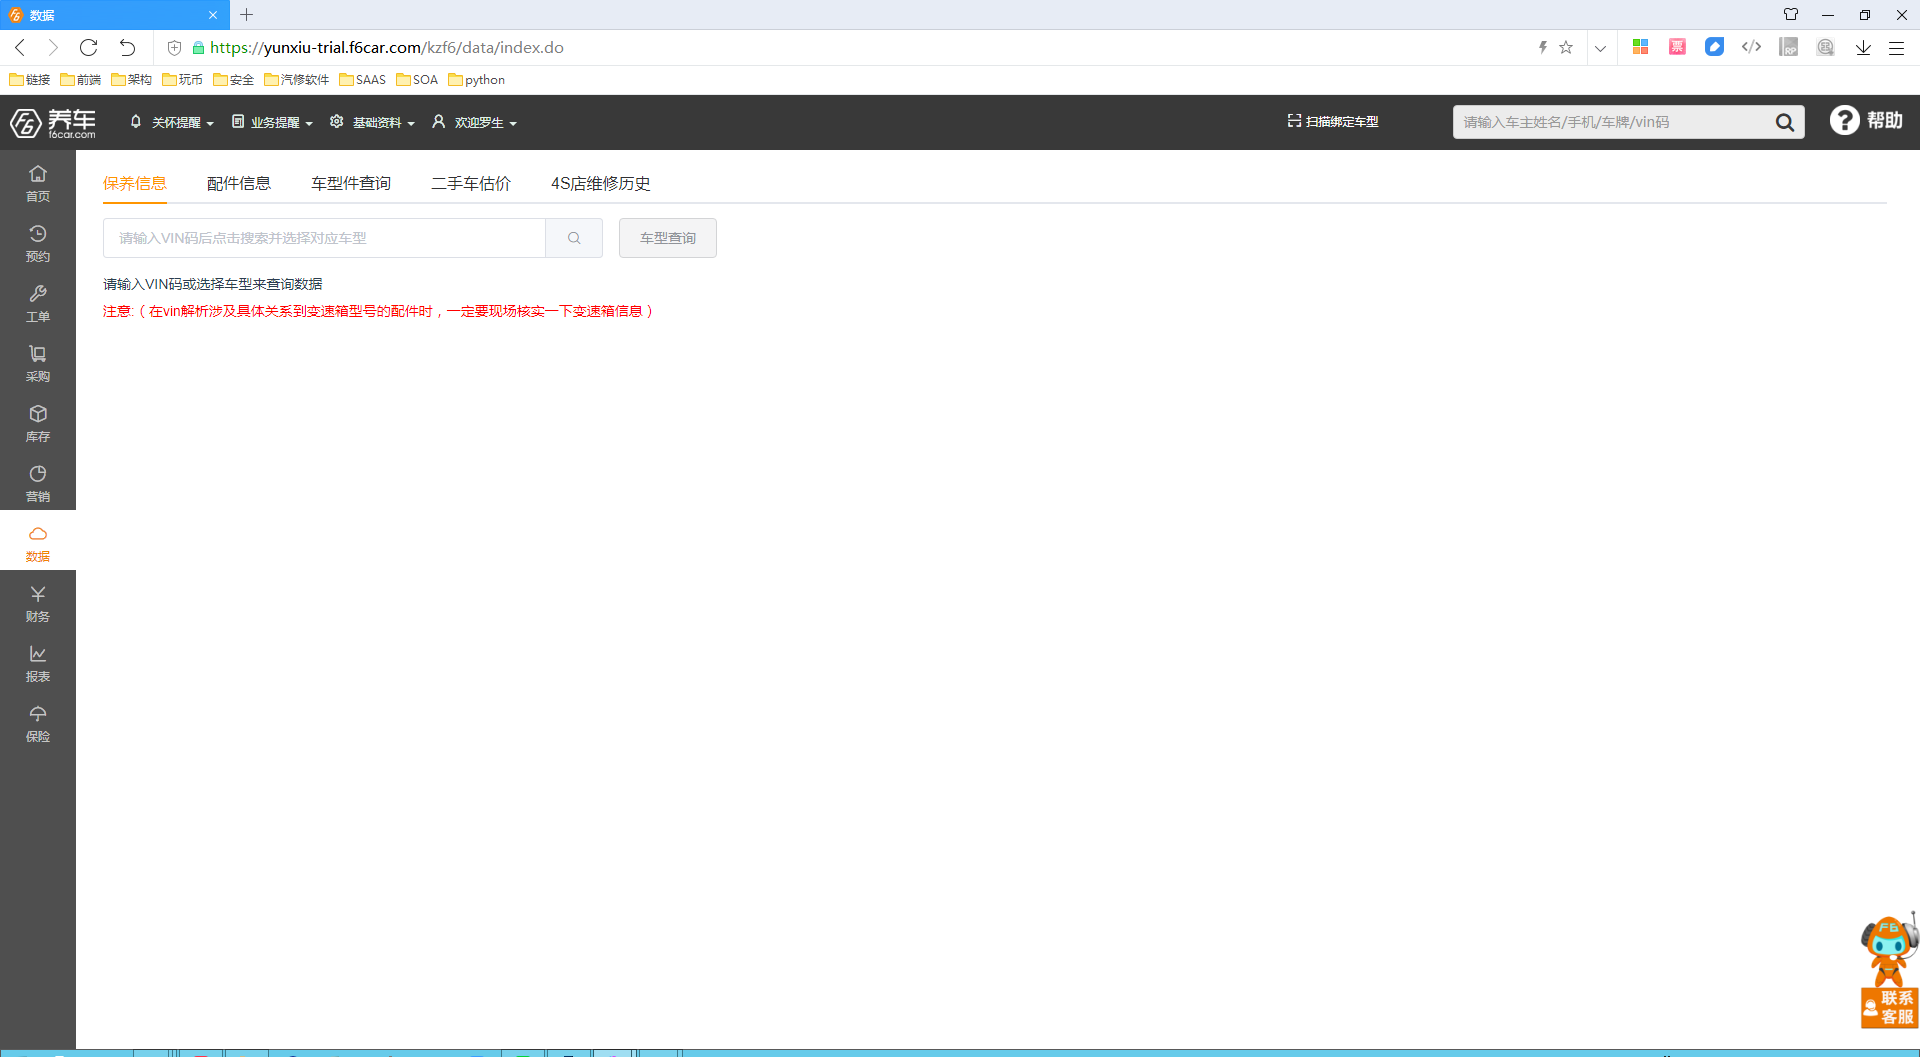 数据
https://yunxiu-trial.f6car.com/kzf6/data/index.do
票
RP
链接 前端 架构 玩币 安全 汽修软件 SAAS SOA python
F6 养车 f6car.com
关怀提醒 业务提醒 基础资料 欢迎罗生
扫描绑定车型
请输入车主姓名/手机/车牌/vin码
帮助
首页
预约
工单
采购
库存
营销
数据
财务
报表
保险
保养信息 配件信息 车型件查询 二手车估价 4S店维修历史
请输入VIN码后点击搜索并选择对应车型
车型查询
请输入VIN码或选择车型来查询数据
注意:（在vin解析涉及具体关系到变速箱型号的配件时，一定要现场核实一下变速箱信息）
F6
联系
客服